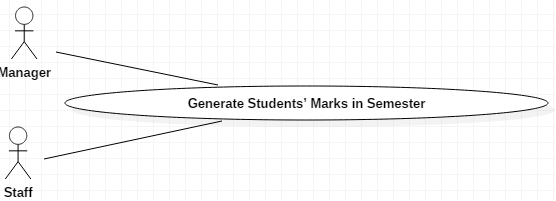 Manager
Generate Students' Marks in Semester
Staff